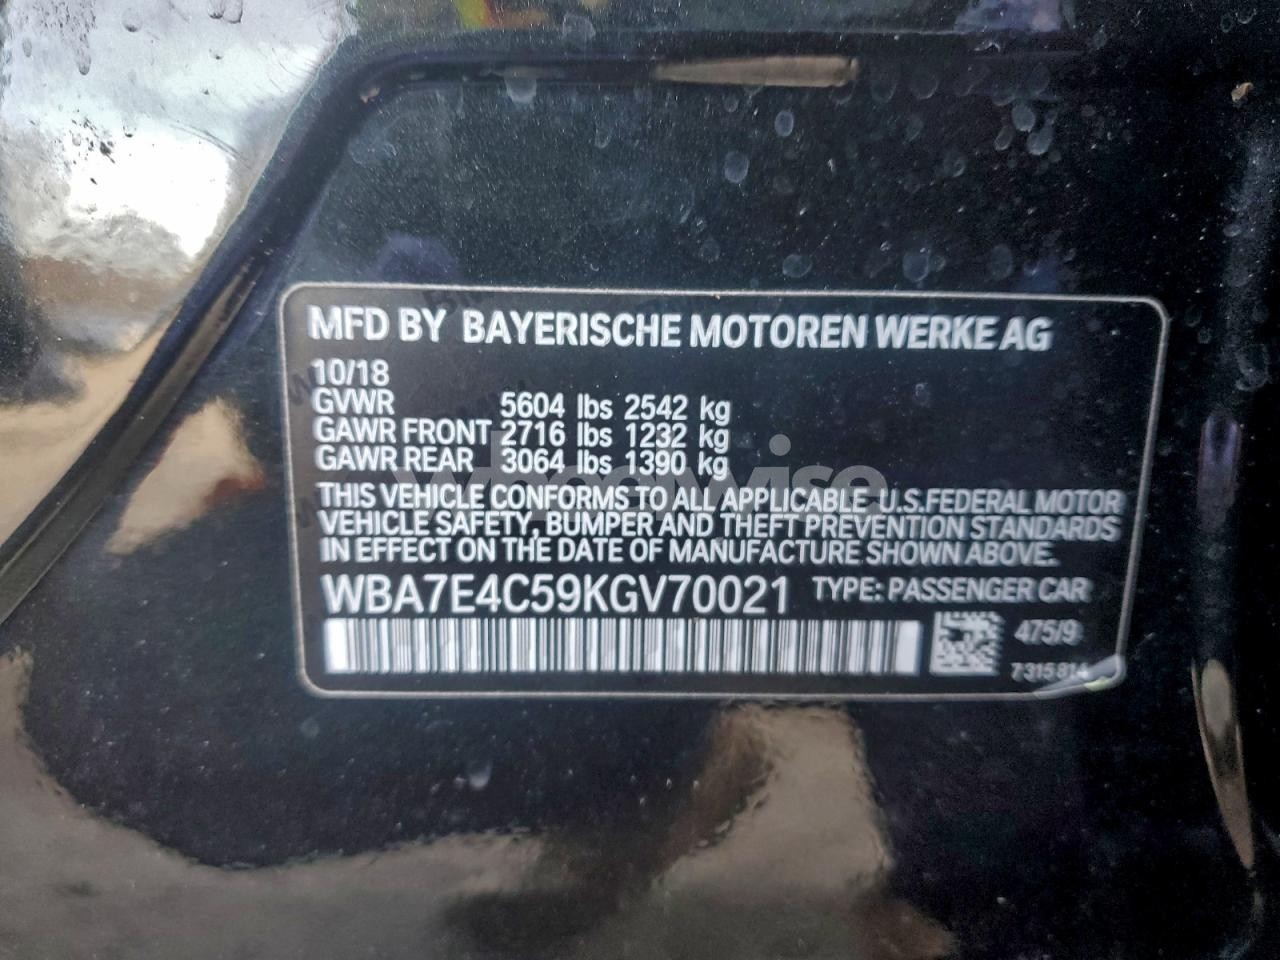 MFD BY BAYERISCHE MOTOREN WERKE AG
10/18
GVWR 5604 lbs 2542 kg
GAWR FRONT 2716 lbs 1232 kg
GAWR REAR 3064 lbs 1390 kg
THIS VEHICLE CONFORMS TO ALL APPLICABLE U.S.FEDERAL MOTOR
VEHICLE SAFETY, BUMPER AND THEFT PREVENTION STANDARDS
IN EFFECT ON THE DATE OF MANUFACTURE SHOWN ABOVE.
WBA7E4C59KGV70021 TYPE: PASSENGER CAR
475/9
7315814